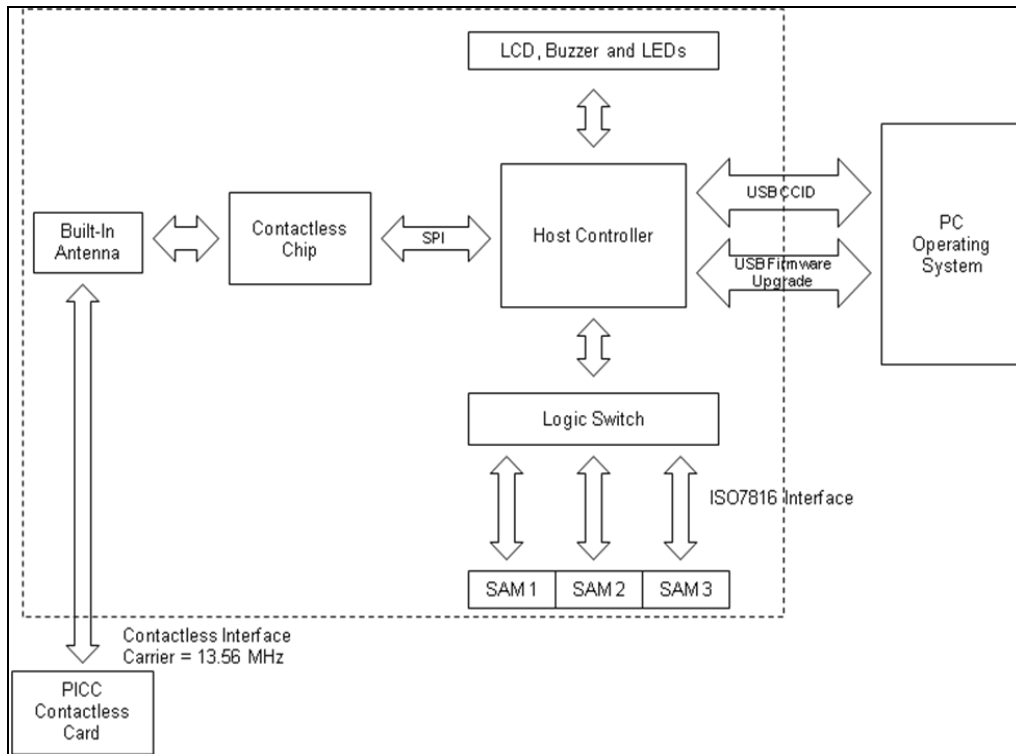 LCD, Buzzer and LEDs
Built-In
Antenna
Contactless
Chip
SPI
Host Controller
USB CCID
USB Firmware
Upgrade
PC
Operating
System
Logic Switch
ISO7816 Interface
SAM 1
SAM 2
SAM 3
Contactless Interface
Carrier = 13.56 MHz
PICC
Contactless
Card